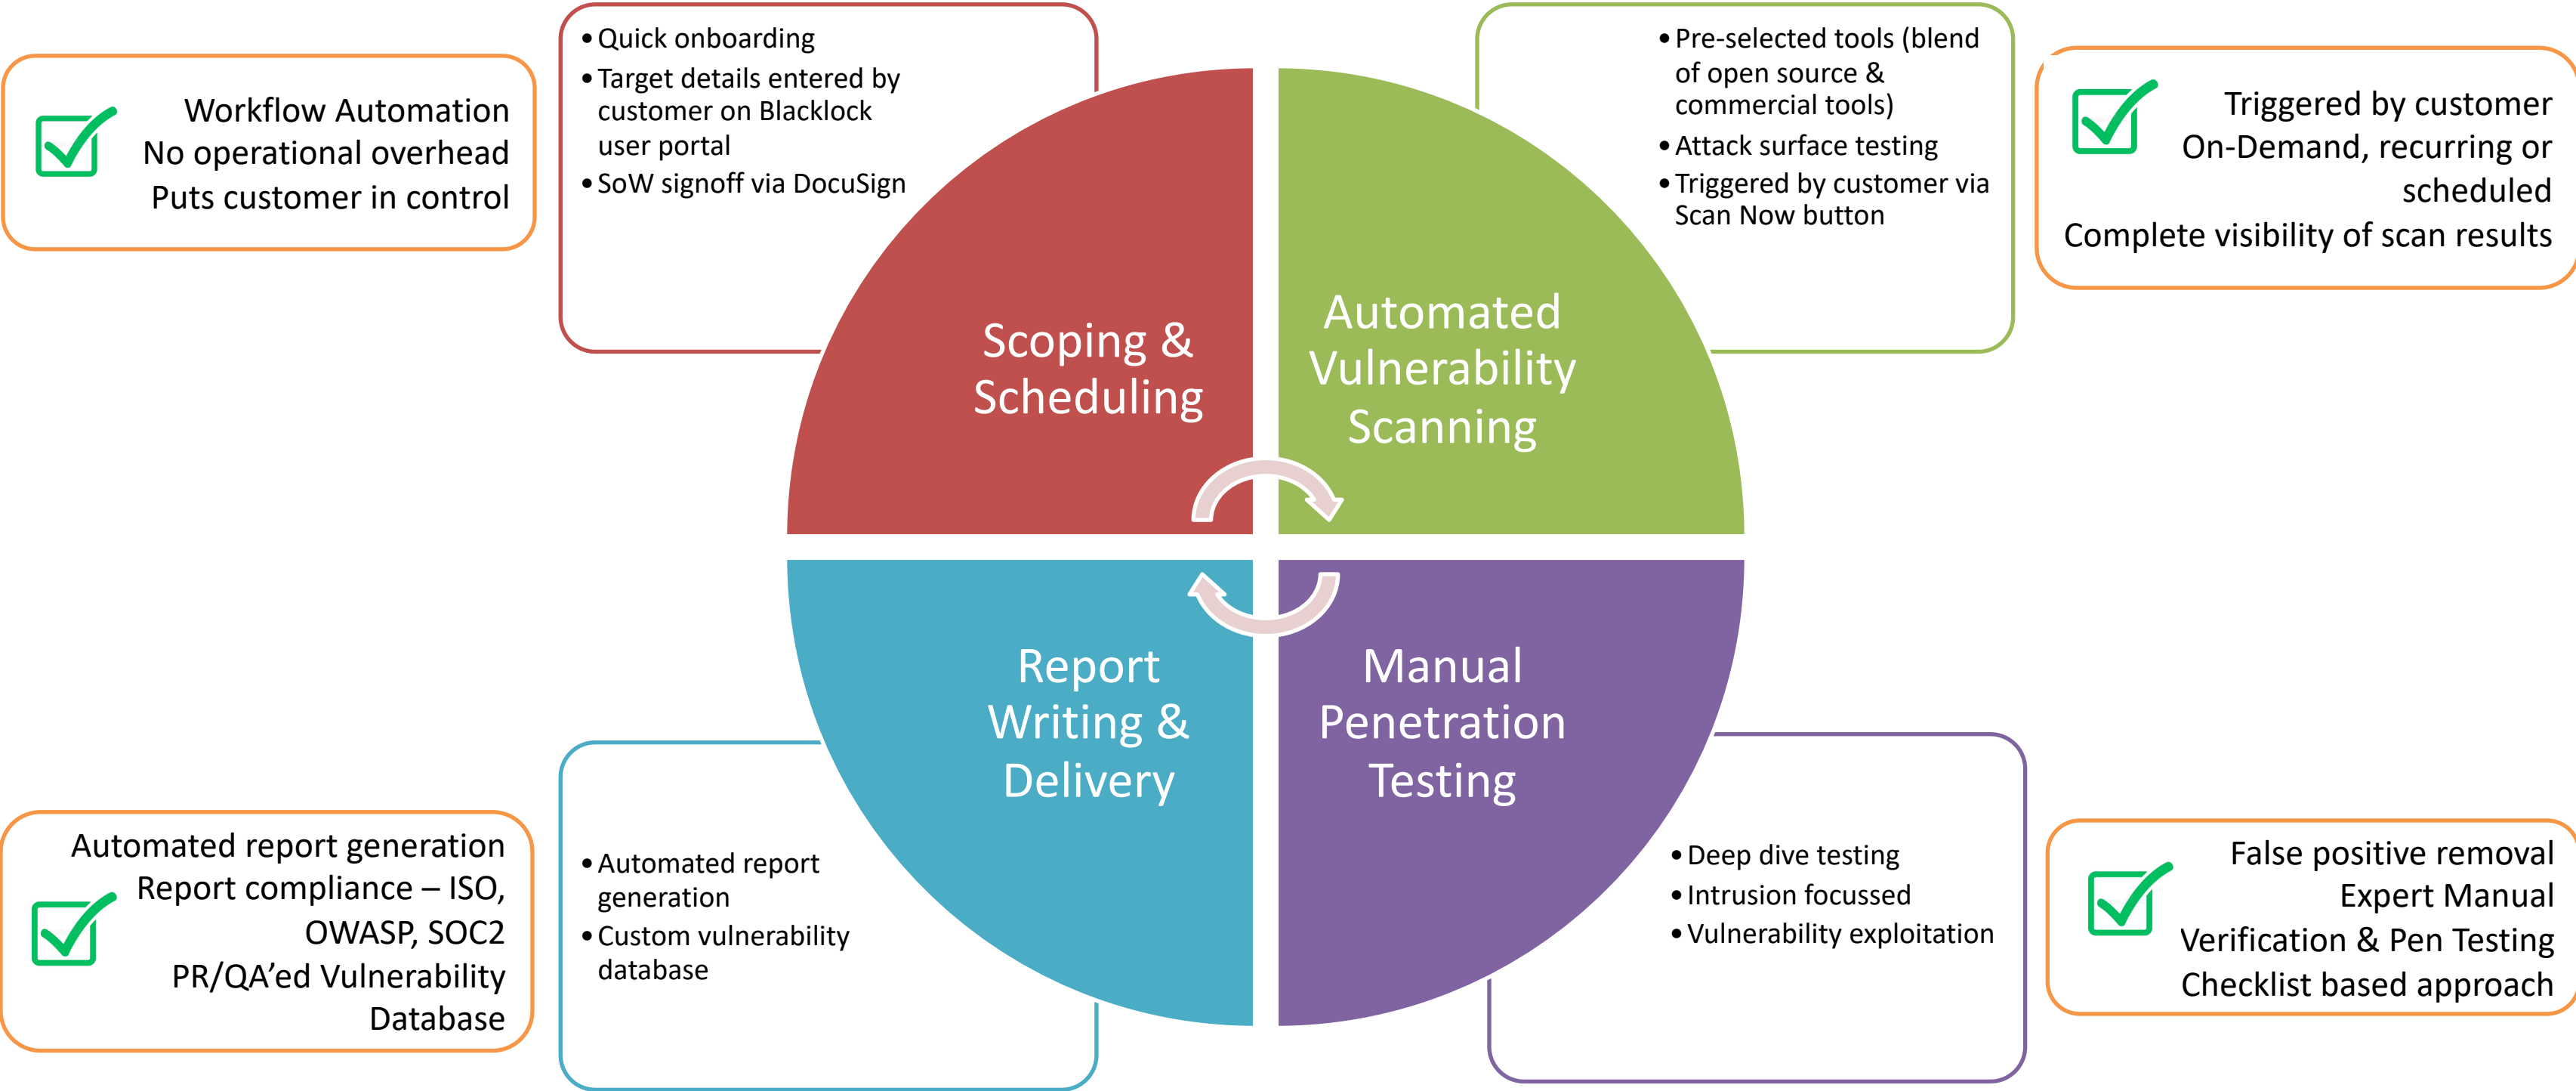 Workflow Automation
No operational overhead
Puts customer in control
• Quick onboarding
• Target details entered by
customer on Blacklock
user portal
• SoW signoff via DocuSign
Scoping &
Scheduling
• Pre-selected tools (blend
of open source &
commercial tools)
• Attack surface testing
• Triggered by customer via
Scan Now button
Automated
Vulnerability
Scanning
Triggered by customer
On-Demand, recurring or
scheduled
Complete visibility of scan results
Automated report generation
Report compliance – ISO,
OWASP, SOC2
PR/QA’ed Vulnerability
Database
• Automated report
generation
• Custom vulnerability
database
Report
Writing &
Delivery
Manual
Penetration
Testing
• Deep dive testing
• Intrusion focussed
• Vulnerability exploitation
False positive removal
Expert Manual
Verification & Pen Testing
Checklist based approach